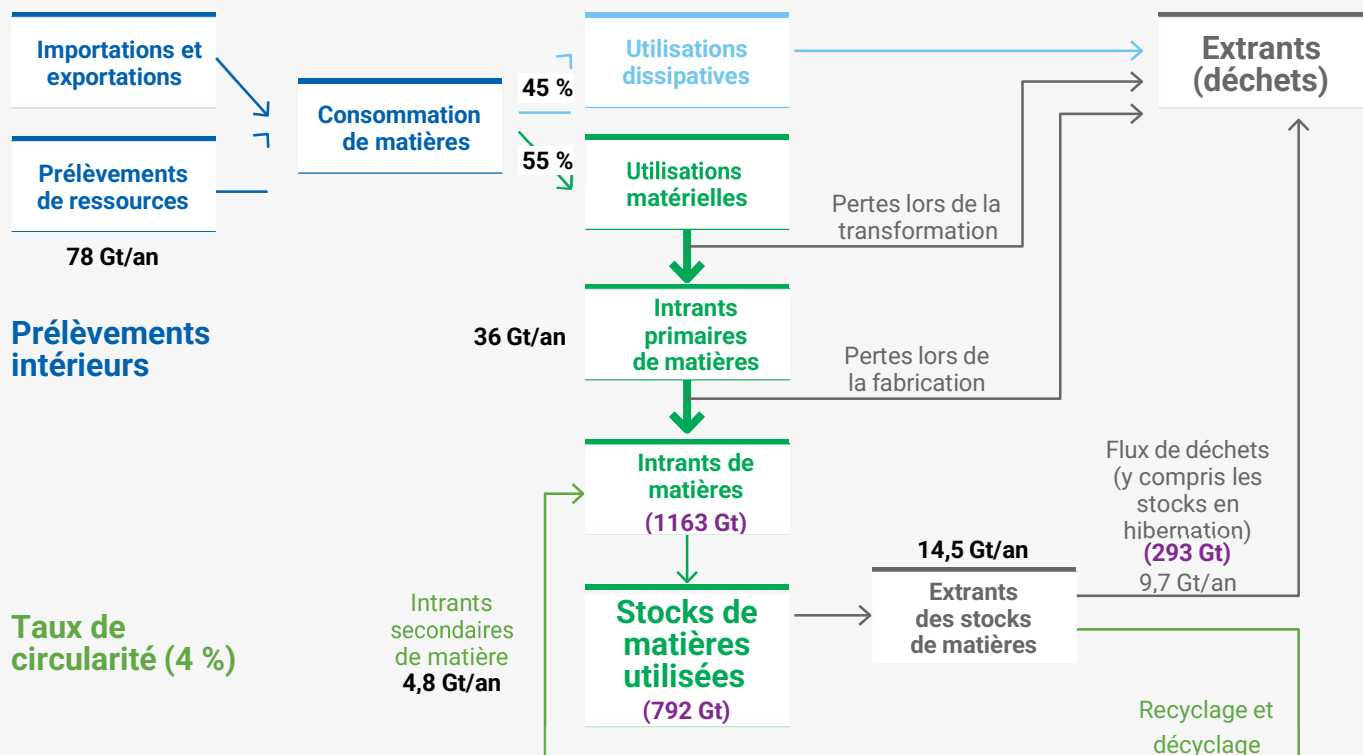 Importations et
exportations
Prélèvements
de ressources
78 Gt/an
Prélèvements
intérieurs
Taux de
circularité (4 %)
Consommation
de matières
45 %
55 %
Utilisations
dissipatives
Utilisations
matérielles
36 Gt/an
Intrants
primaires
de matières
Intrants de
matières
(1163 Gt)
Stocks de
matières
utilisées
(792 Gt)
Intrants
secondaires
de matière
4,8 Gt/an
Extrants
(déchets)
Pertes lors de la
transformation
Pertes lors de
la fabrication
Flux de déchets
(y compris les
stocks en
hibernation)
(293 Gt)
9,7 Gt/an
14,5 Gt/an
Extrants
des stocks
de matières
Recyclage et
décyclage